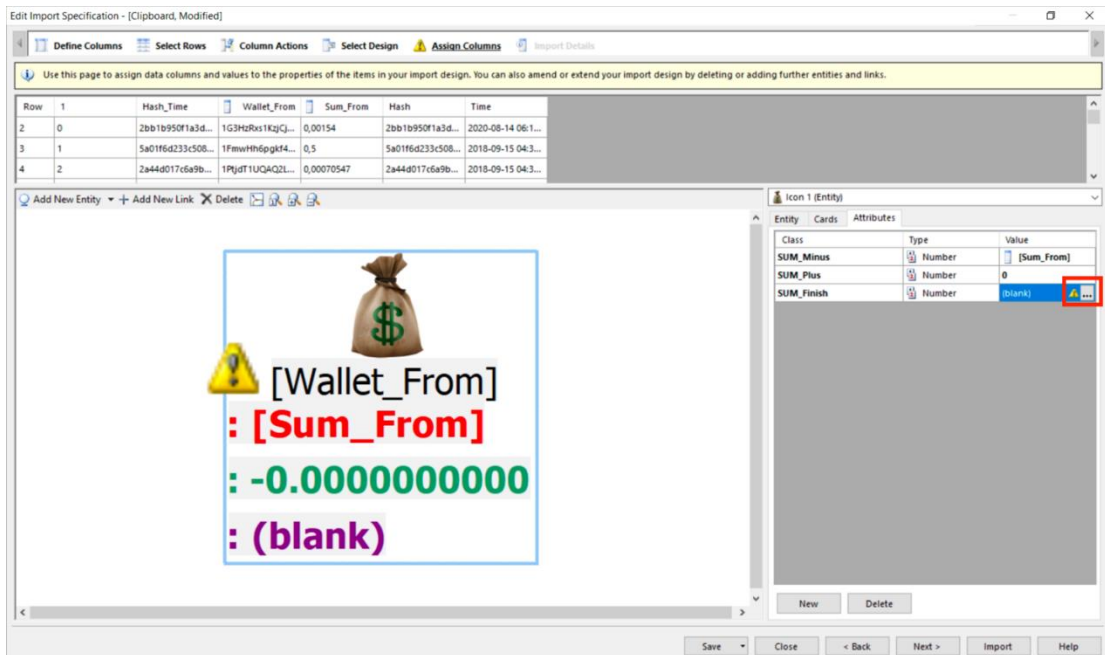 Edit Import Specification - [Clipboard, Modified]
Define Columns Select Rows Column Actions Select Design Assign Columns Import Details
Use this page to assign data columns and values to the properties of the items in your import design. You can also amend or extend your import design by deleting or adding further entities and links.
Row 1 Hash_Time Wallet_From Sum_From Hash Time
2 0 2bb1b950f1a3d... 1G3HzRxs1KzjCj... 0,00154 2bb1b950f1a3d... 2020-08-14 06:1...
3 1 5a01f6d233c508... 1FmwHh6pgkf4... 0,5 5a01f6d233c508... 2018-09-15 04:3...
4 2 2a44d017c6a9b... 1PtjdT1UQAQ2L... 0,00070547 2a44d017c6a9b... 2018-09-15 04:3...
Add New Entity Add New Link Delete
Icon 1 (Entity)
Entity Cards Attributes
Class Type Value
SUM_Minus Number [Sum_From]
SUM_Plus Number 0
SUM_Finish Number (blank) ...
$
[Wallet_From]
: [Sum_From]
: -0.0000000000
: (blank)
New Delete
Save Close < Back Next > Import Help